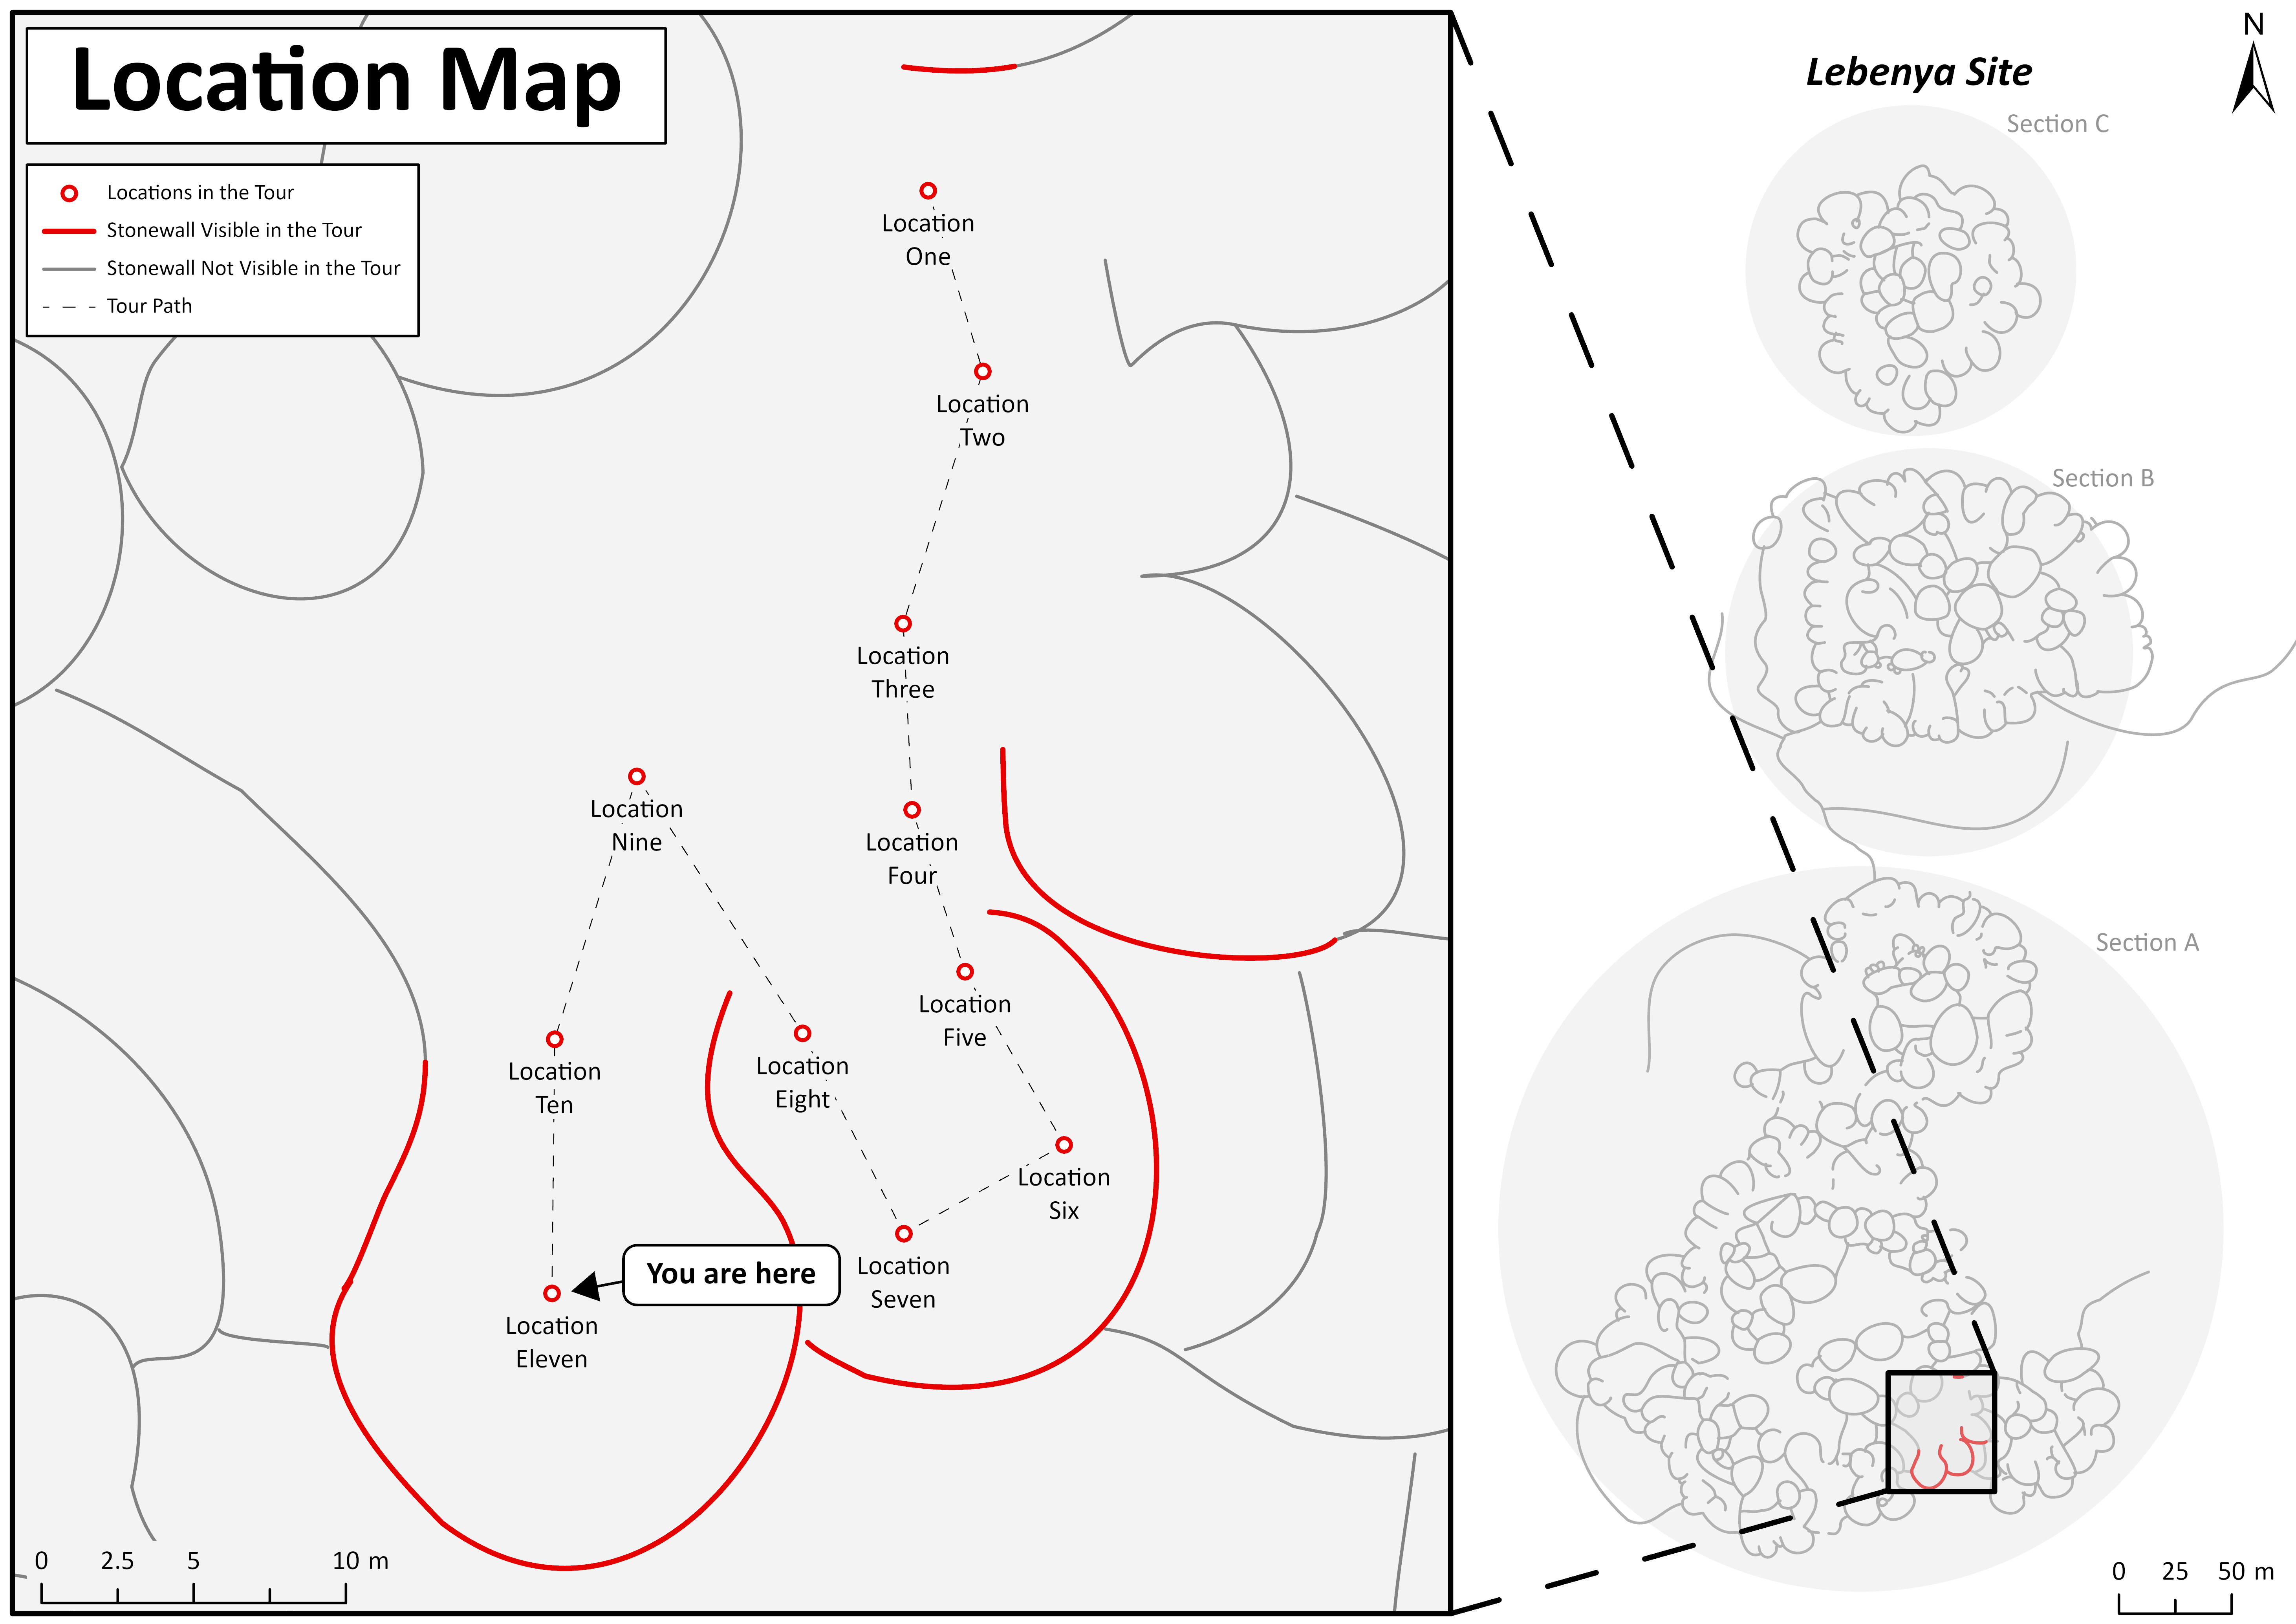 Location Map
Locations in the Tour
Stonewall Visible in the Tour
Stonewall Not Visible in the Tour
Tour Path
Location
One
Location
Two
Location
Three
Location
Four
Location
Five
Location
Six
Location
Seven
Location
Eight
Location
Nine
Location
Ten
Location
Eleven
You are here
0 2.5 5 10 m
N
Lebenya Site
Section C
Section B
Section A
0 25 50 m